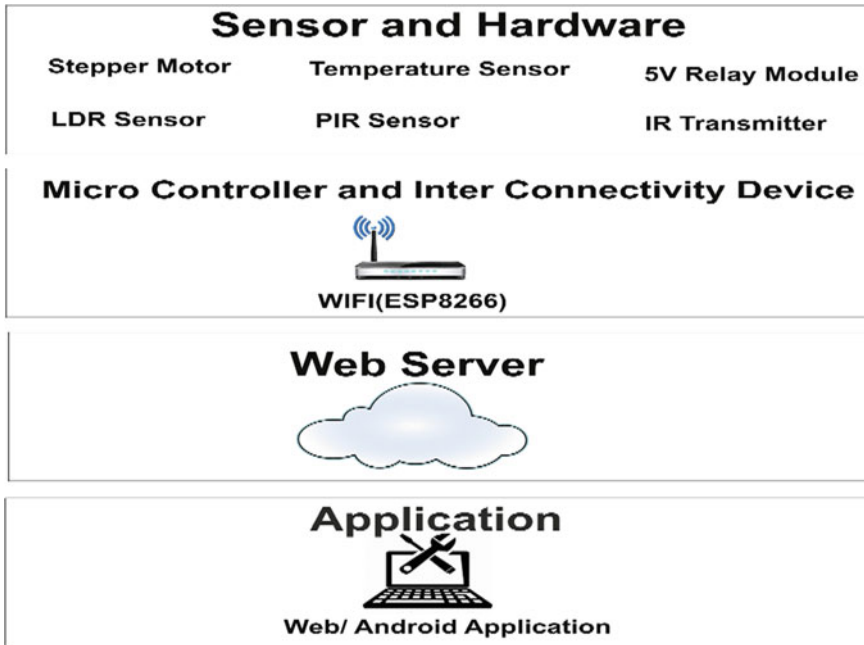 Sensor and Hardware
Stepper Motor Temperature Sensor 5V Relay Module
LDR Sensor PIR Sensor IR Transmitter
Micro Controller and Inter Connectivity Device
WIFI(ESP8266)
Web Server
Application
Web/ Android Application